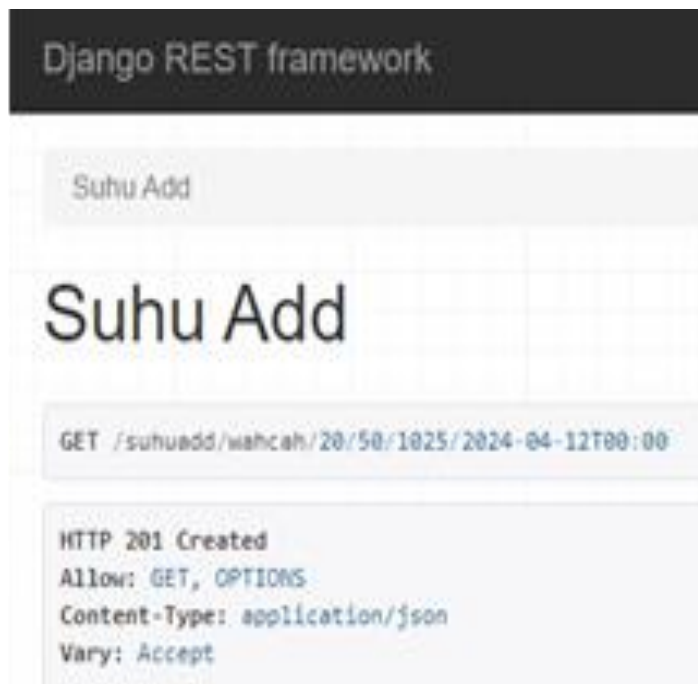 Django REST framework
Suhu Add
Suhu Add
GET /suhuadd/wahcah/20/50/1025/2024-04-12T00:00
HTTP 201 Created
Allow: GET, OPTIONS
Content-Type: application/json
Vary: Accept